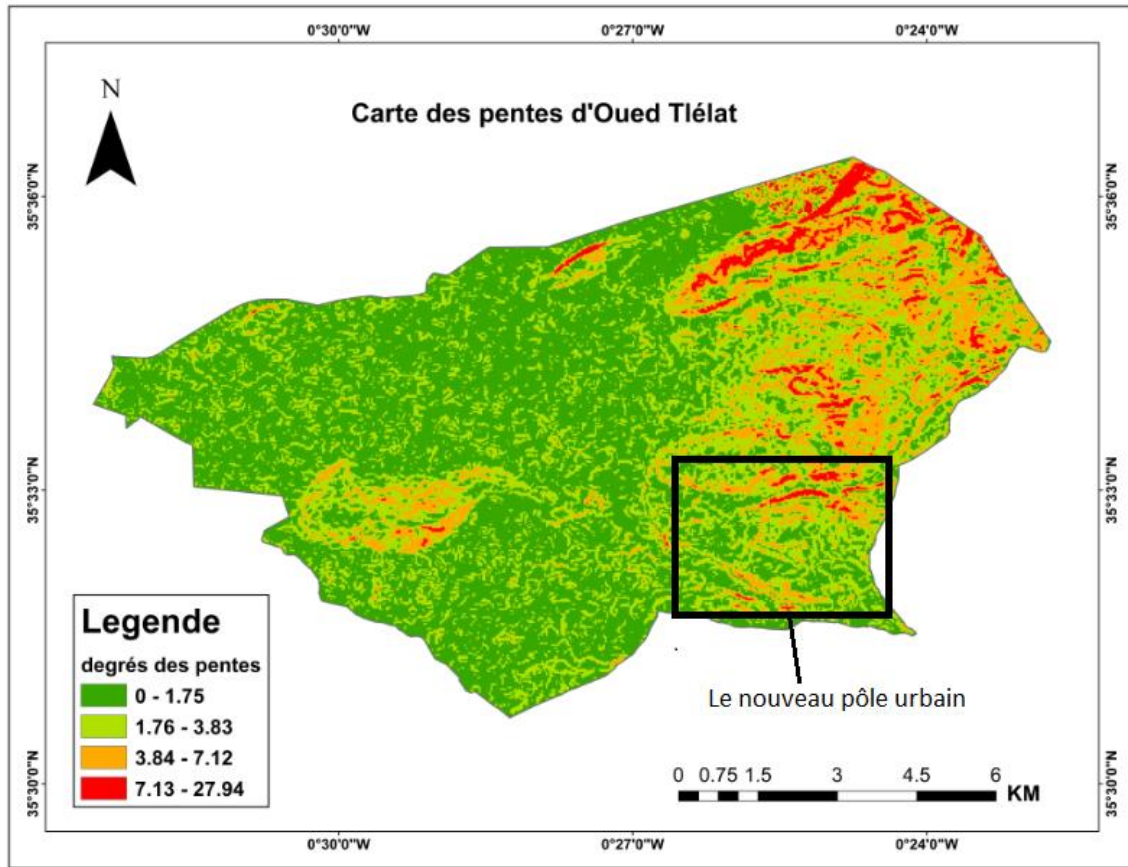 0°30'0"W 0°27'0"W 0°24'0"W
N
Carte des pentes d'Oued Tlélat
35°36'0"N 35°36'0"N
35°33'0"N 35°33'0"N
Legende
degrés des pentes
0 - 1.75
1.76 - 3.83
3.84 - 7.12
7.13 - 27.94
Le nouveau pôle urbain
0 0.75 1.5 3 4.5 6
KM
35°30'0"N 35°30'0"N
0°30'0"W 0°27'0"W 0°24'0"W